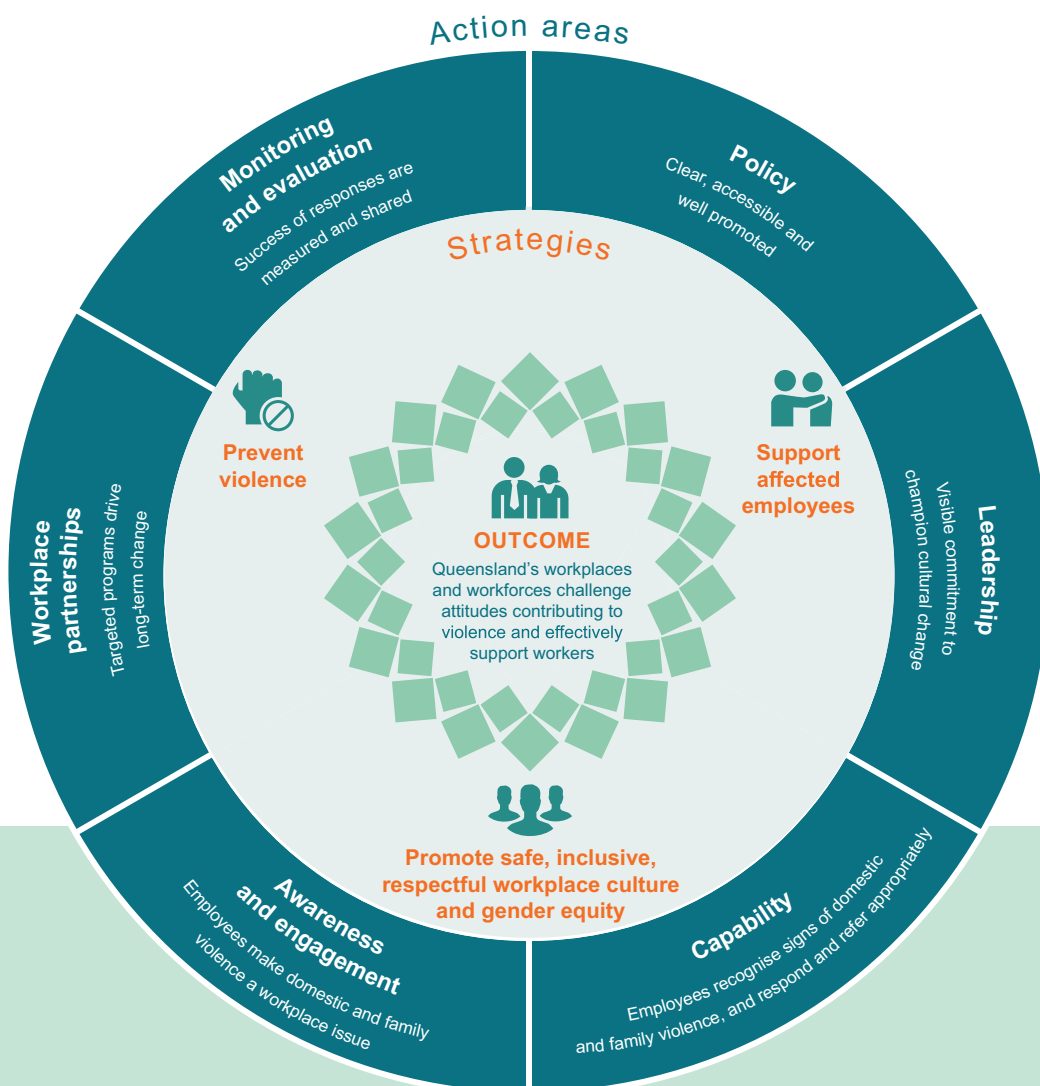 Action areas
Monitoring
and evaluation
Success of responses are
measured and shared
Policy
Clear, accessible and
well promoted
Strategies
Prevent
violence
Support
affected
employees
Workplace
partnerships
Targeted programs drive
long-term change
OUTCOME
Queensland’s workplaces
and workforces challenge
attitudes contributing to
violence and effectively
support workers
Leadership
Visible commitment to
champion cultural change
Promote safe, inclusive,
respectful workplace culture
and gender equity
Awareness
and engagement
Employees make domestic and family
violence a workplace issue
Capability
Employees recognise signs of domestic
and family violence, and respond and refer appropriately